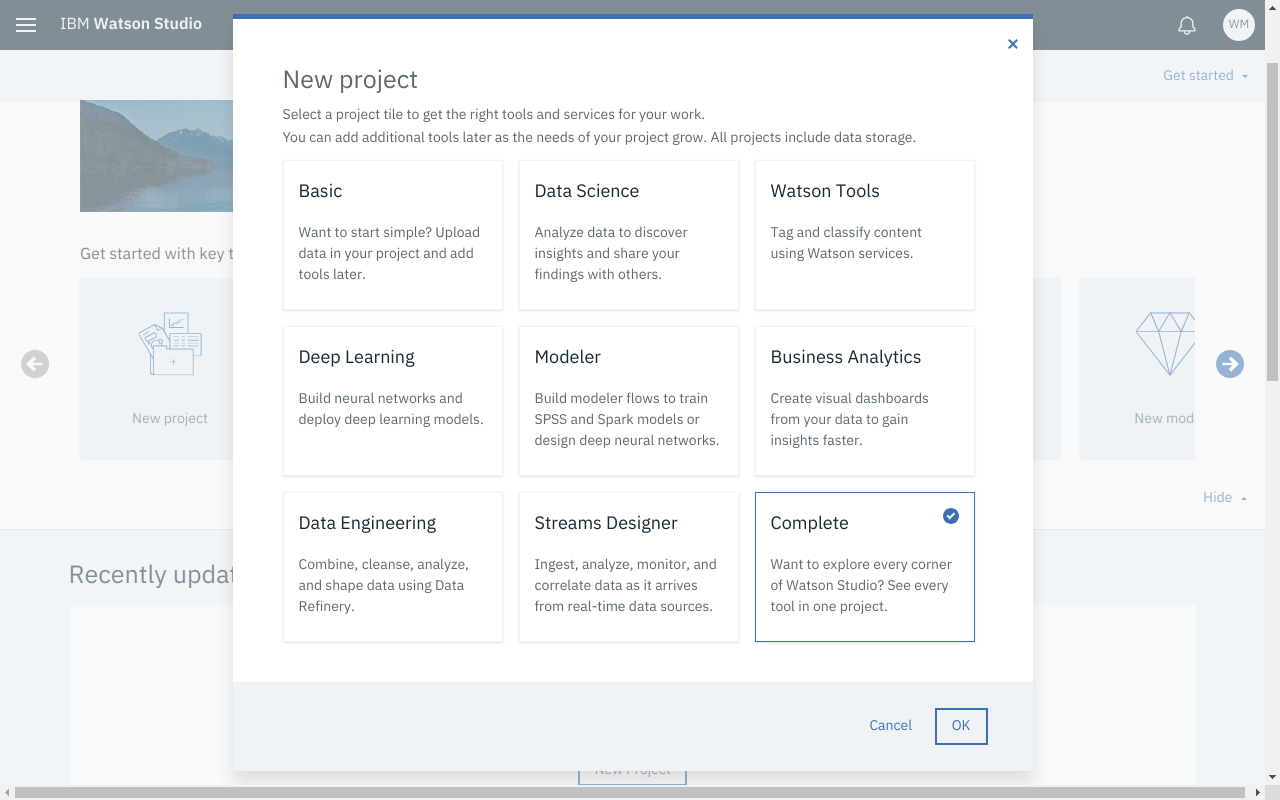 IBM Watson Studio
WM
Get started
New project
Select a project tile to get the right tools and services for your work.
You can add additional tools later as the needs of your project grow. All projects include data storage.
Basic
Want to start simple? Upload
data in your project and add
tools later.
Data Science
Analyze data to discover
insights and share your
findings with others.
Watson Tools
Tag and classify content
using Watson services.
Get started with key t
New project
New mod
Deep Learning
Build neural networks and
deploy deep learning models.
Modeler
Build modeler flows to train
SPSS and Spark models or
design deep neural networks.
Business Analytics
Create visual dashboards
from your data to gain
insights faster.
Hide
Data Engineering
Combine, cleanse, analyze,
and shape data using Data
Refinery.
Streams Designer
Ingest, analyze, monitor, and
correlate data as it arrives
from real-time data sources.
Complete
Want to explore every corner
of Watson Studio? See every
tool in one project.
Recently updat
Cancel
OK
New Project